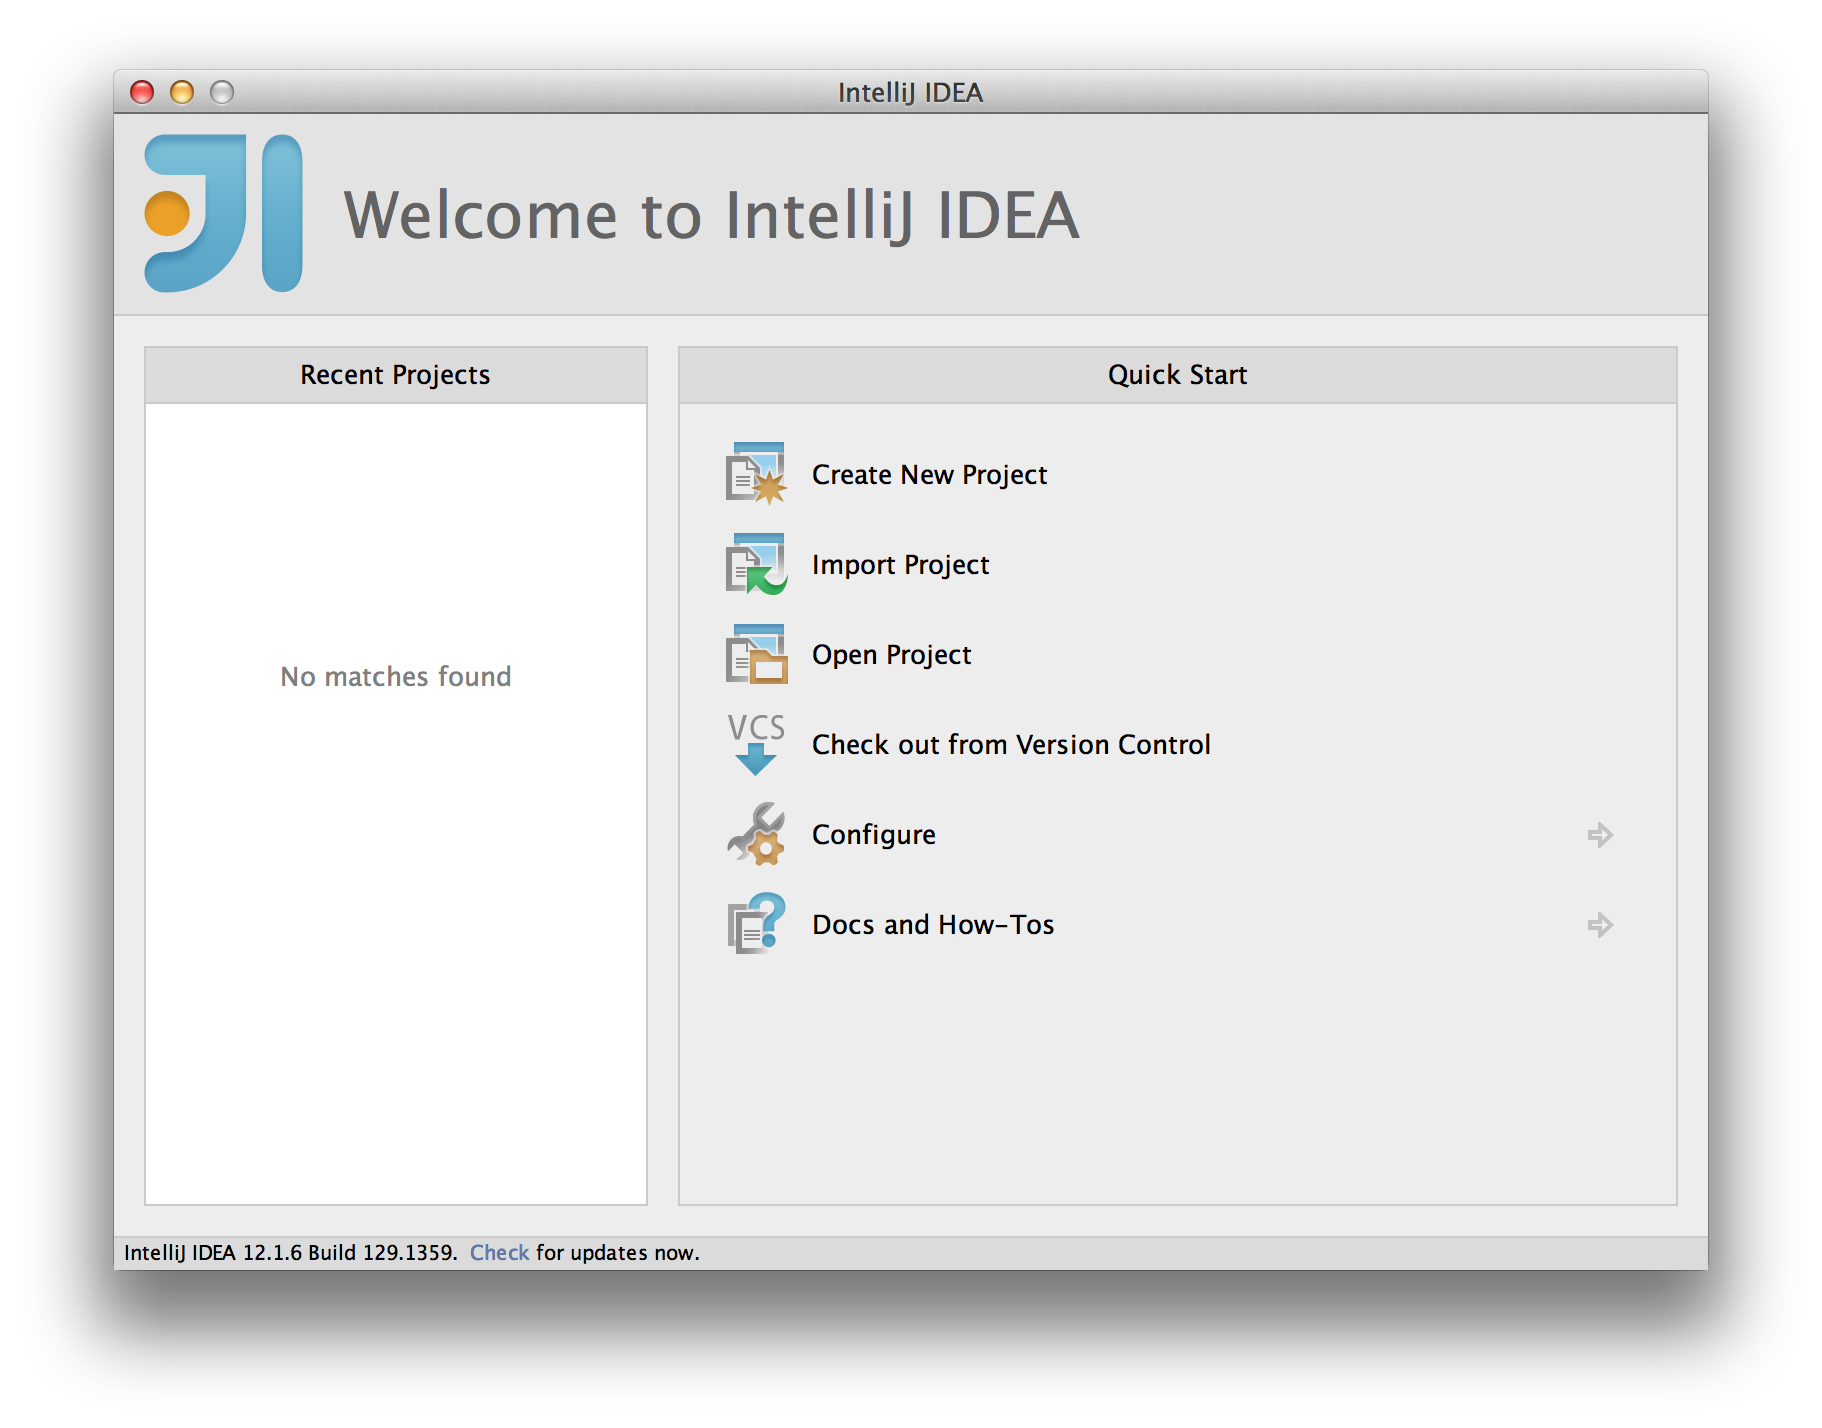 IntelliJ IDEA
Welcome to IntelliJ IDEA
Recent Projects
No matches found
Quick Start
Create New Project
Import Project
Open Project
VCS
Check out from Version Control
Configure
Docs and How-Tos
IntelliJ IDEA 12.1.6 Build 129.1359. Check for updates now.